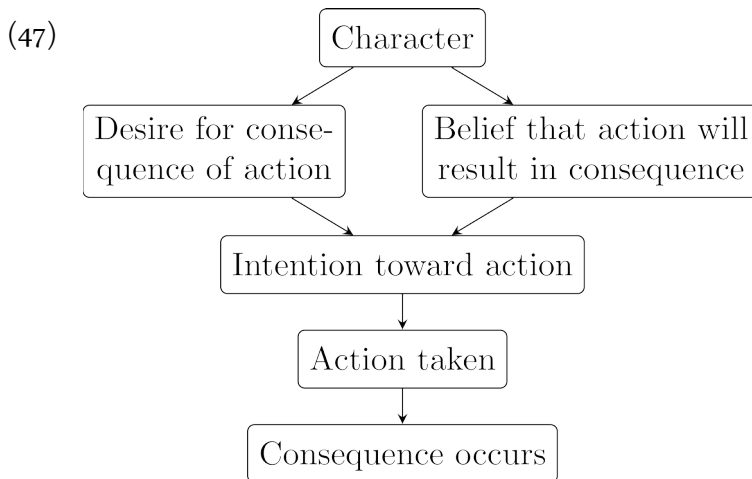 (47)
Character
Desire for conse-
quence of action
Belief that action will
result in consequence
Intention toward action
Action taken
Consequence occurs